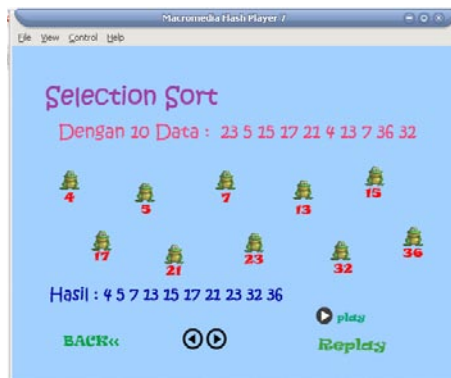 Macromedia Flash Player 7
File View Control Help
Selection Sort
Dengan 10 Data : 23 5 15 17 21 4 13 7 36 32
4 5 7 13 15
17 21 23 32 36
Hasil : 4 5 7 13 15 17 21 23 32 36
play
BACK«
Replay